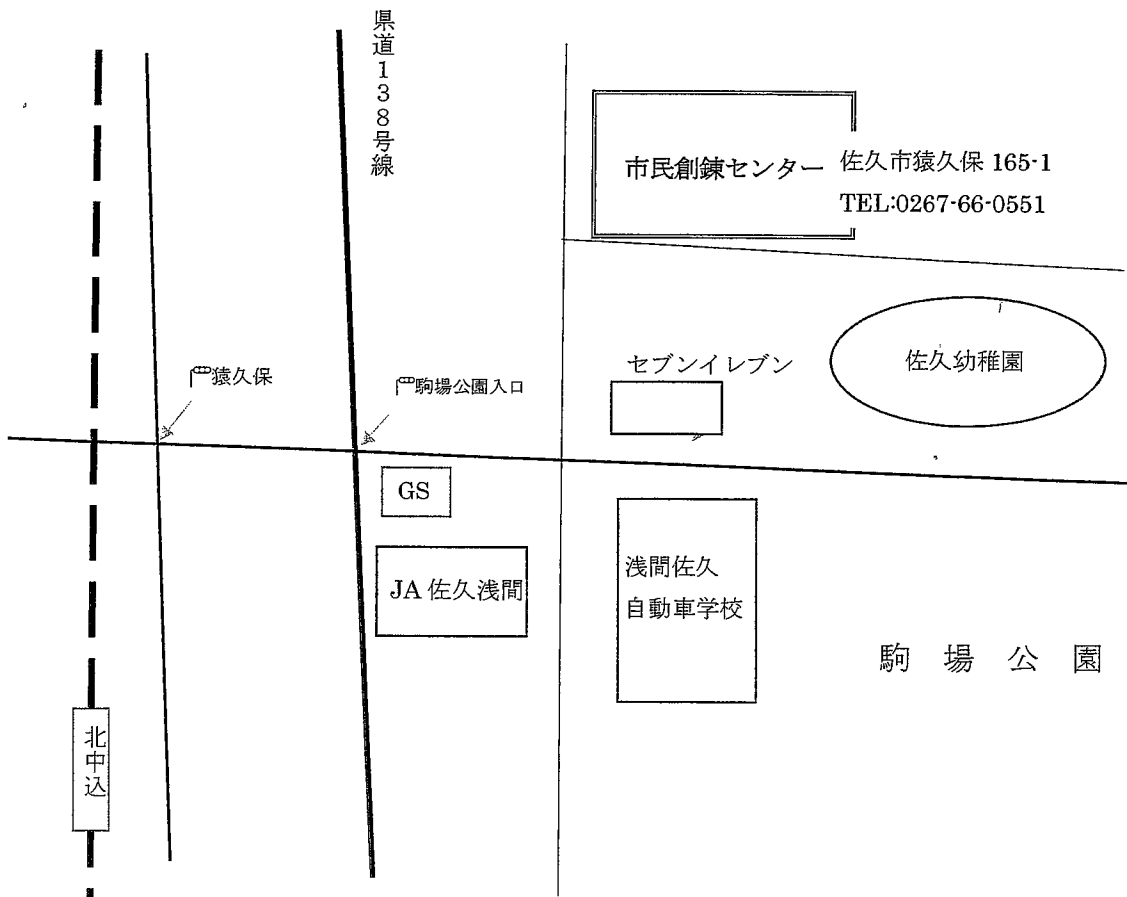 県道138号線
市民創錬センター
佐久市猿久保 165-1
TEL:0267-66-0551
セブンイレブン
佐久幼稚園
猿久保
駒場公園入口
GS
JA 佐久浅間
浅間佐久
自動車学校
駒場公園
北中込